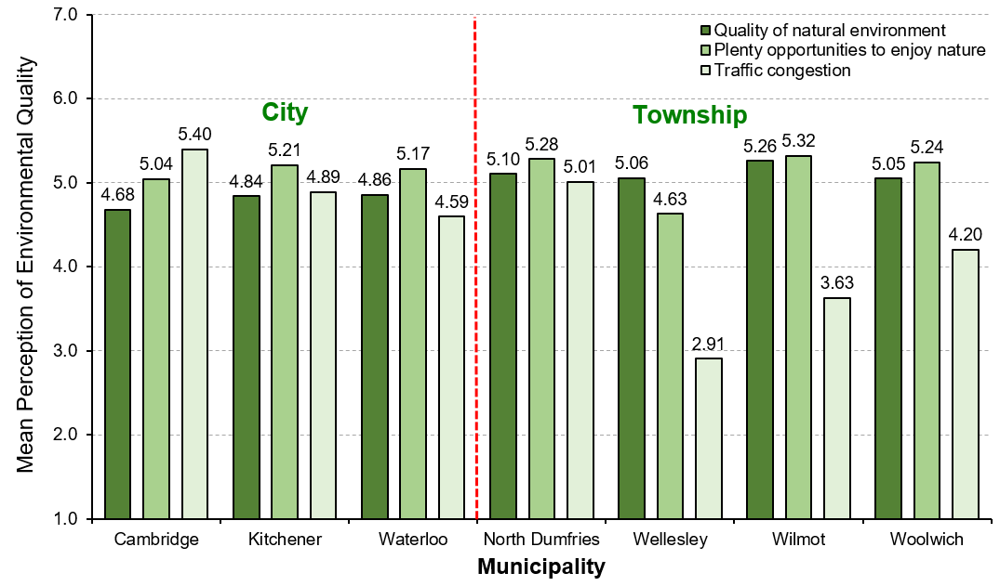 7.0
6.0
5.0
4.0
3.0
2.0
1.0
Mean Perception of Environmental Quality
Quality of natural environment
Plenty opportunities to enjoy nature
Traffic congestion
City
Township
4.68 5.04 5.40
4.84 5.21 4.89
4.86 5.17 4.59
5.10 5.28 5.01
5.06 4.63 2.91
5.26 5.32 3.63
5.05 5.24 4.20
Cambridge Kitchener Waterloo North Dumfries Wellesley Wilmot Woolwich
Municipality